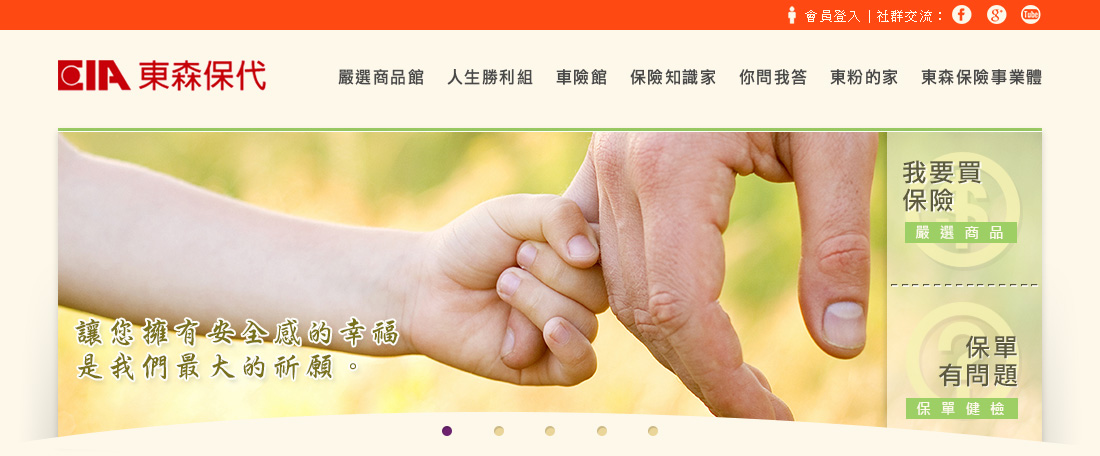 會員登入 | 社群交流：
Tube
CIA 東森保代
嚴選商品館 人生勝利組 車險館 保險知識家 你問我答 東粉的家 東森保險事業體
我要買
保險
嚴選商品
讓您擁有安全感的幸福
是我們最大的祈願。
保單
有問題
保單健檢